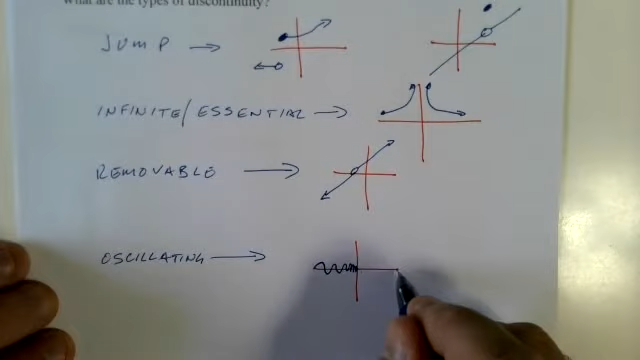 what are the types of discontinuity?
JUMP
INFINITE/ESSENTIAL
REMOVABLE
OSCILLATING